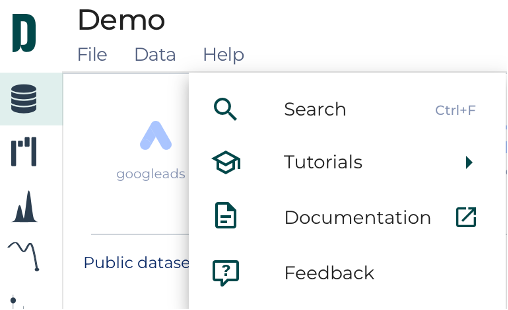 Demo
File Data Help
Search Ctrl+F
googleads
Tutorials
Documentation
Public datase
Feedback